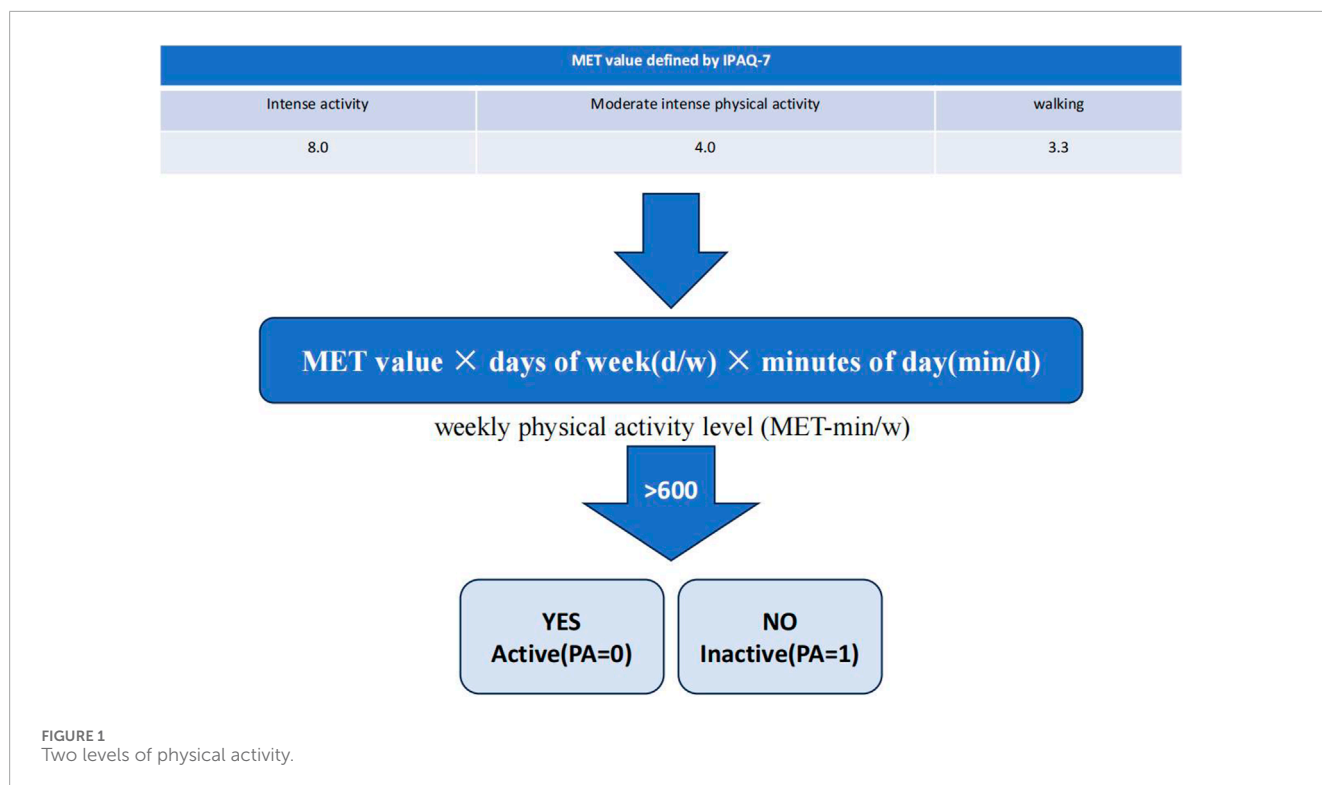 MET value defined by IPAQ-7
Intense activity Moderate intense physical activity walking
8.0 4.0 3.3
MET value × days of week(d/w) × minutes of day(min/d)
weekly physical activity level (MET-min/w)
>600
YES
Active(PA=0)
NO
Inactive(PA=1)
FIGURE 1
Two levels of physical activity.